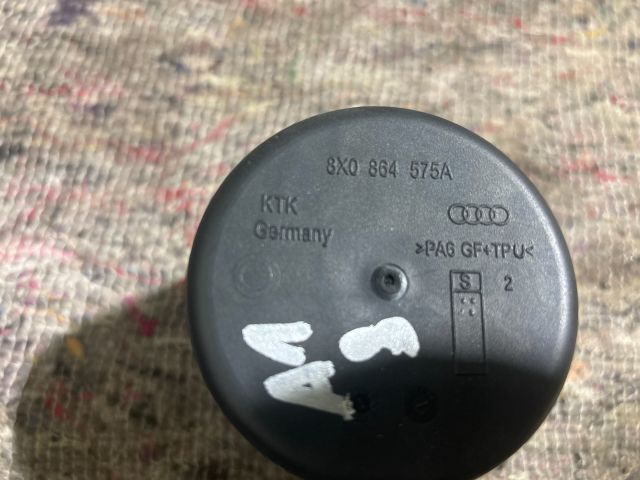 8X0 864 575A
KTK
Germany
>PA6 GF+TPU<
S 2